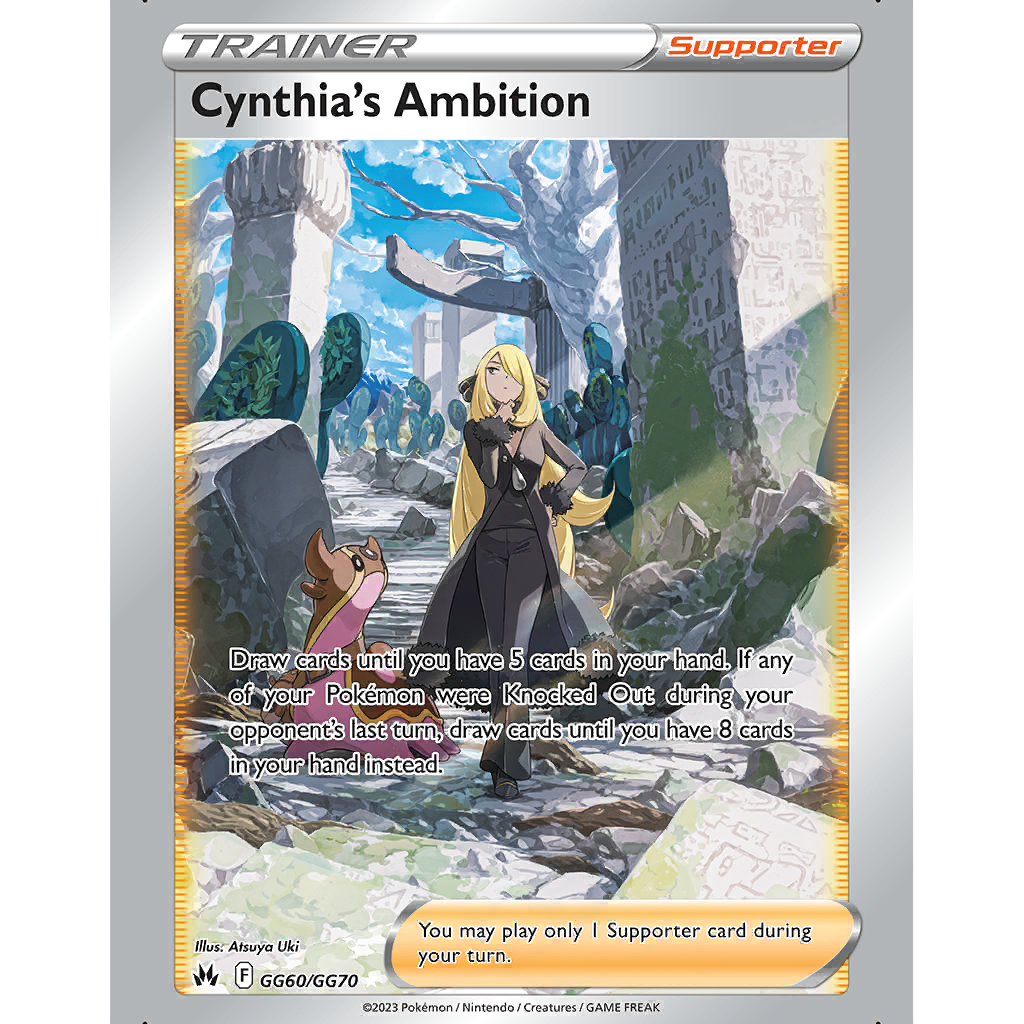 TRAINER
Supporter
Cynthia's Ambition
Draw cards until you have 5 cards in your hand. If any
of your Pokémon were Knocked Out during your
opponent's last turn, draw cards until you have 8 cards
in your hand instead.
You may play only 1 Supporter card during
your turn.
Illus. Atsuya Uki
F GG60/GG70
©2023 Pokémon / Nintendo / Creatures / GAME FREAK